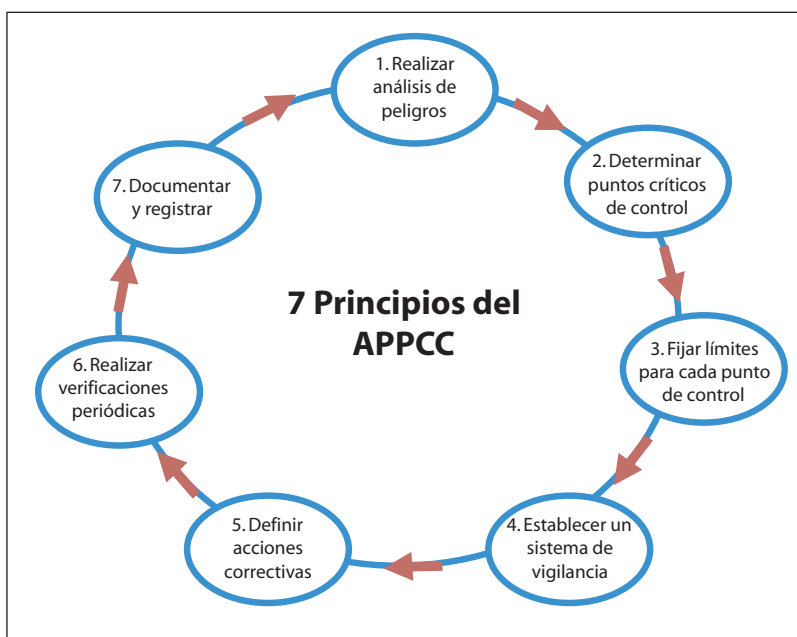 1. Realizar
análisis de
peligros
2. Determinar
puntos críticos
de control
3. Fijar límites
para cada punto
de control
4. Establecer un
sistema de
vigilancia
5. Definir
acciones
correctivas
6. Realizar
verificaciones
periódicas
7. Documentar
y registrar
7 Principios del
APPCC